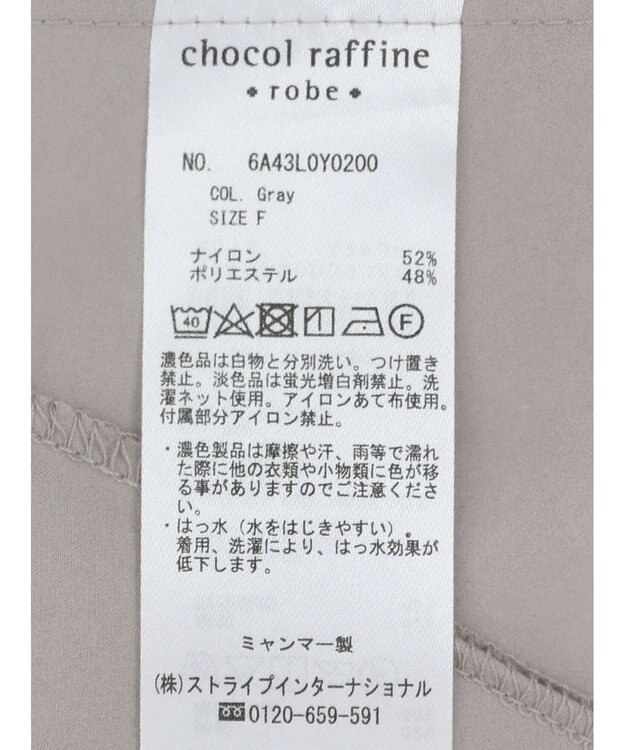 chocol raffine
robe
NO. 6A43L0Y0200
COL. Gray
SIZE F
ナイロン 52%
ポリエステル 48%
40 F
濃色品は白物と分別洗い。つけ置き
禁止。淡色品は蛍光増白剤禁止。洗
濯ネット使用。アイロンあて布使用。
付属部分アイロン禁止。
・濃色製品は摩擦や汗、雨等で濡れ
た際に他の衣類や小物類に色が移
る事がありますのでご注意くださ
い。
・はっ水（水をはじきやすい）。
着用、洗濯により、はっ水効果が
低下します。
ミャンマー製
(株)ストライプインターナショナル
0120-659-591